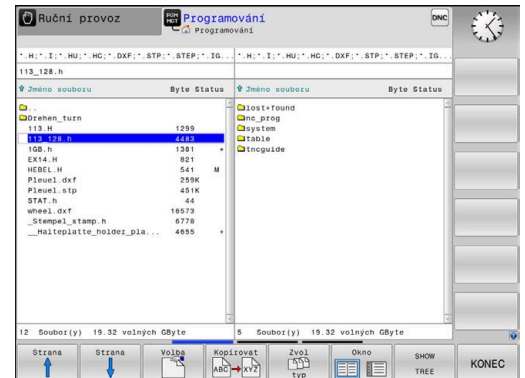 Ruční provoz
PGM MGT
Programování
Programování
DNC
*.H;*.I;*.HU;*.HC;*.DXF;*.STP;*.STEP;*.IG...
*.H;*.I;*.HU;*.HC;*.DXF;*.STP;*.STEP;*.IG...
113_128.h
Jméno souboru Byte Status
Jméno souboru Byte Status
..
Drehen_turn
113.H 1299
113_128.h 4483
1GB.h 1381 +
EX14.H 821
HEBEL.H 541 M
Pleuel.dxf 259K
Pleuel.stp 451K
STAT.h 44
wheel.dxf 16573
_Stempel_stamp.h 6778
__Halteplatte_holder_pla... 4655 +
lost+found
nc_prog
system
table
tncguide
12 Soubor(y) 19.32 volných GByte
5 Soubor(y) 19.32 volných GByte
Strana
Strana
Volba
Kopírovat
ABC
XYZ
Zvol
typ
Okno
SHOW
TREE
KONEC